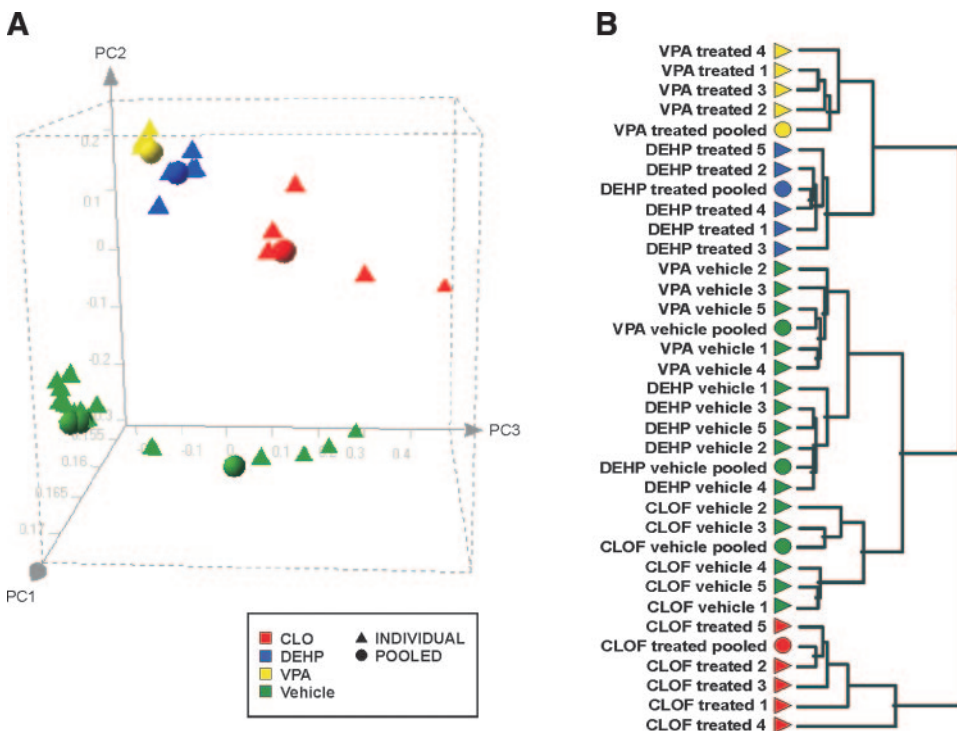 A
PC2
0.2
0.1
0
-0.1
-0.2
0.155
0.16
0.165
0.17
-0.1
0
0.1
0.2
0.3
0.4
PC3
PC1
CLO
DEHP
VPA
Vehicle
INDIVIDUAL
POOLED
B
VPA treated 4
VPA treated 1
VPA treated 3
VPA treated 2
VPA treated pooled
DEHP treated 5
DEHP treated 2
DEHP treated pooled
DEHP treated 4
DEHP treated 1
DEHP treated 3
VPA vehicle 2
VPA vehicle 3
VPA vehicle 5
VPA vehicle pooled
VPA vehicle 1
VPA vehicle 4
DEHP vehicle 1
DEHP vehicle 3
DEHP vehicle 5
DEHP vehicle 2
DEHP vehicle pooled
DEHP vehicle 4
CLOF vehicle 2
CLOF vehicle 3
CLOF vehicle pooled
CLOF vehicle 4
CLOF vehicle 5
CLOF vehicle 1
CLOF treated 5
CLOF treated pooled
CLOF treated 2
CLOF treated 3
CLOF treated 1
CLOF treated 4